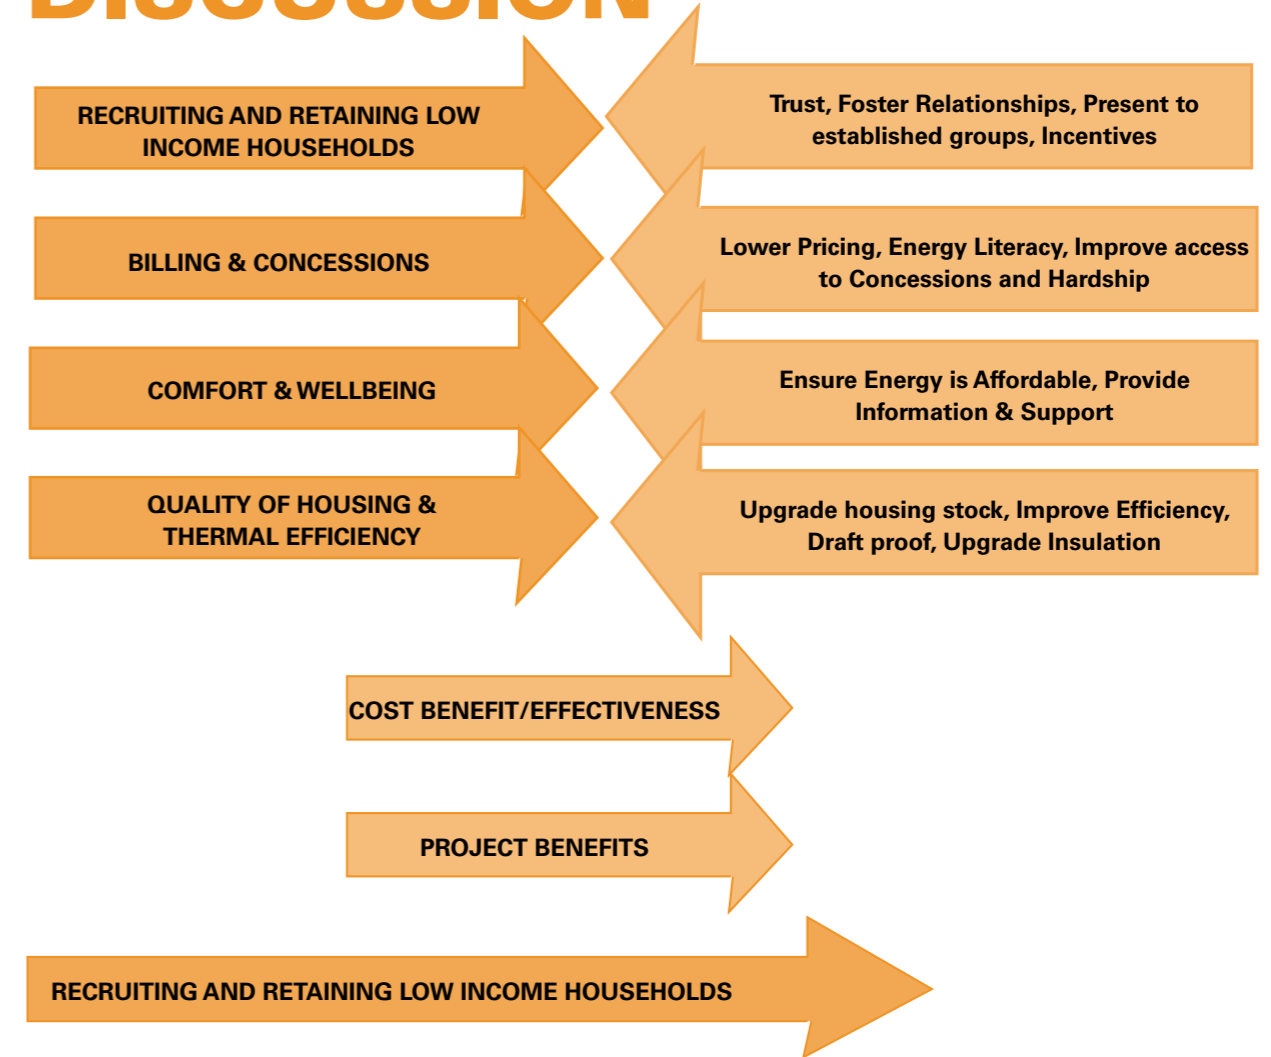 DISCUSSION
RECRUITING AND RETAINING LOW
INCOME HOUSEHOLDS
Trust, Foster Relationships, Present to
established groups, Incentives
BILLING & CONCESSIONS
Lower Pricing, Energy Literacy, Improve access
to Concessions and Hardship
COMFORT & WELLBEING
Ensure Energy is Affordable, Provide
Information & Support
QUALITY OF HOUSING &
THERMAL EFFICIENCY
Upgrade housing stock, Improve Efficiency,
Draft proof, Upgrade Insulation
COST BENEFIT/EFFECTIVENESS
PROJECT BENEFITS
RECRUITING AND RETAINING LOW INCOME HOUSEHOLDS